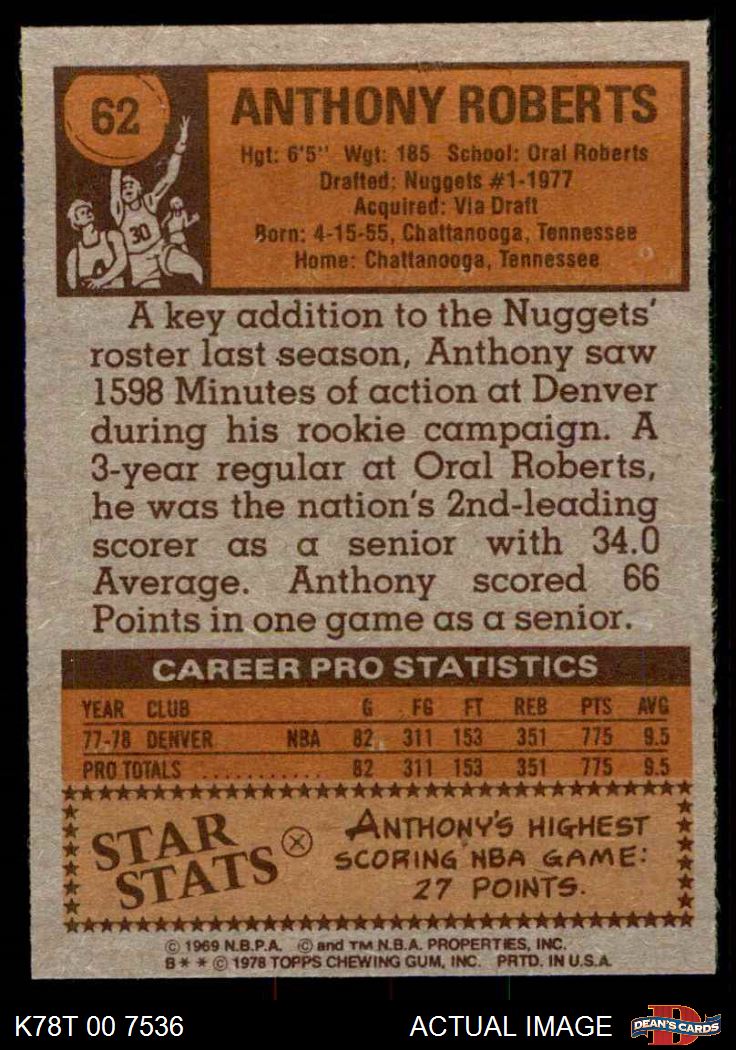 62
ANTHONY ROBERTS
Hgt: 6'5" Wgt: 185 School: Oral Roberts
Drafted: Nuggets #1-1977
Acquired: Via Draft
Born: 4-15-55, Chattanooga, Tennessee
Home: Chattanooga, Tennessee
30
A key addition to the Nuggets'
roster last season, Anthony saw
1598 Minutes of action at Denver
during his rookie campaign. A
3-year regular at Oral Roberts,
he was the nation's 2nd-leading
scorer as a senior with 34.0
Average. Anthony scored 66
Points in one game as a senior.
CAREER PRO STATISTICS
YEAR CLUB G FG FT REB PTS AVG
77-78 DENVER NBA 82 311 153 351 775 9.5
PRO TOTALS ........... 82 311 153 351 775 9.5
STAR STATS
ANTHONY'S HIGHEST
SCORING NBA GAME:
27 POINTS.
© 1969 N.B.P.A. © and TM N.B.A. PROPERTIES, INC.
B * * © 1978 TOPPS CHEWING GUM, INC. PRTD. IN U.S.A.
K78T 00 7536 ACTUAL IMAGE D DEAN'S CARDS